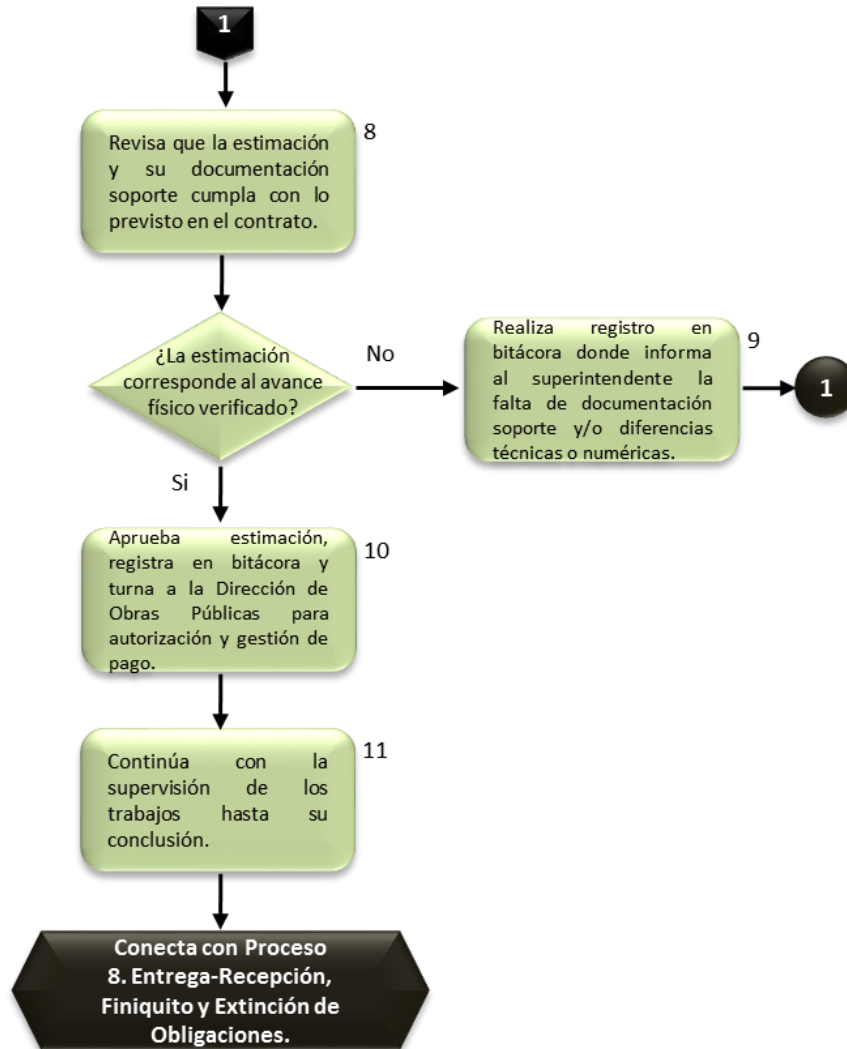 1
8
Revisa que la estimación
y su documentación
soporte cumpla con lo
previsto en el contrato.
¿La estimación
corresponde al avance
físico verificado?
No
Realiza registro en
bitácora donde informa
al superintendente la
falta de documentación
soporte y/o diferencias
técnicas o numéricas.
9
1
Si
Aprueba estimación,
registra en bitácora y
turna a la Dirección de
Obras Públicas para
autorización y gestión de
pago.
10
Continúa con la
supervisión de los
trabajos hasta su
conclusión.
11
Conecta con Proceso
8. Entrega-Recepción,
Finiquito y Extinción de
Obligaciones.